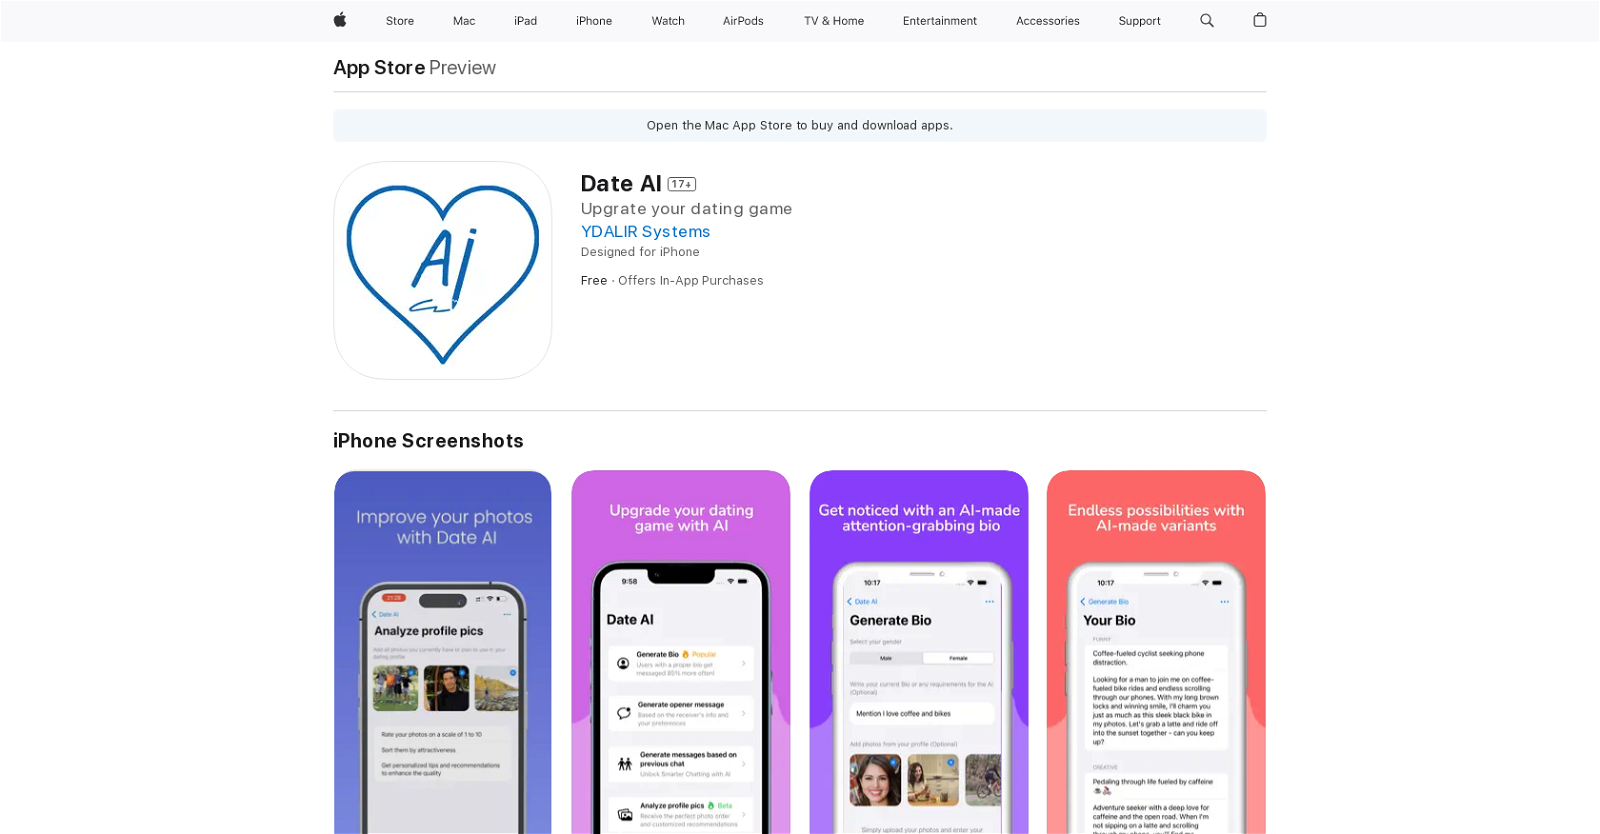 Store Mac iPad iPhone Watch AirPods TV & Home Entertainment Accessories Support
App Store Preview
Open the Mac App Store to buy and download apps.
Ai
Date AI 17+
Upgrate your dating game
YDALIR Systems
Designed for iPhone
Free · Offers In-App Purchases
iPhone Screenshots
Improve your photos
with Date AI
Date AI
Analyze profile pics
Add all photos you currently have or plan to use in your
dating profile
Rate your photos on a scale of 1 to 10
Sort them by attractiveness
Get personalized tips and recommendations
to enhance the quality
Upgrade your dating
game with AI
9:58
Date AI
Generate Bio Popular
Users with a proper bio get
messaged 85% more often!
Generate opener message
Based on the receiver's info and
your preferences
Generate messages based on
previous chat
Unlock Smarter Chatting with AI
Analyze profile pics Beta
Receive the perfect photo order
and customized recommendations
Get noticed with an AI-made
attention-grabbing bio
10:17
Date AI
Generate Bio
Select your gender
Male Female
Write your current Bio or any requirements for the AI
(Optional)
Mention I love coffee and bikes
Add photos from your profile (Optional)
Simply upload your photos and enter your
Endless possibilities with
AI-made variants
10:17
Generate Bio
Your Bio
FUNNY
Coffee-fueled cyclist seeking phone
distraction.
Looking for a man to join me on coffee-
fueled bike rides and endless scrolling
through our phones. With my long brown
locks and winning smile, I'll charm you
just as much as this sleek black bike in
my photos. Let's grab a latte and ride off
into the sunset together - can you keep
up?
CREATIVE
Pedaling through life fueled by caffeine
Adventure seeker with a deep love for
caffeine and the open road. When I'm
not sipping on a latte and scrolling